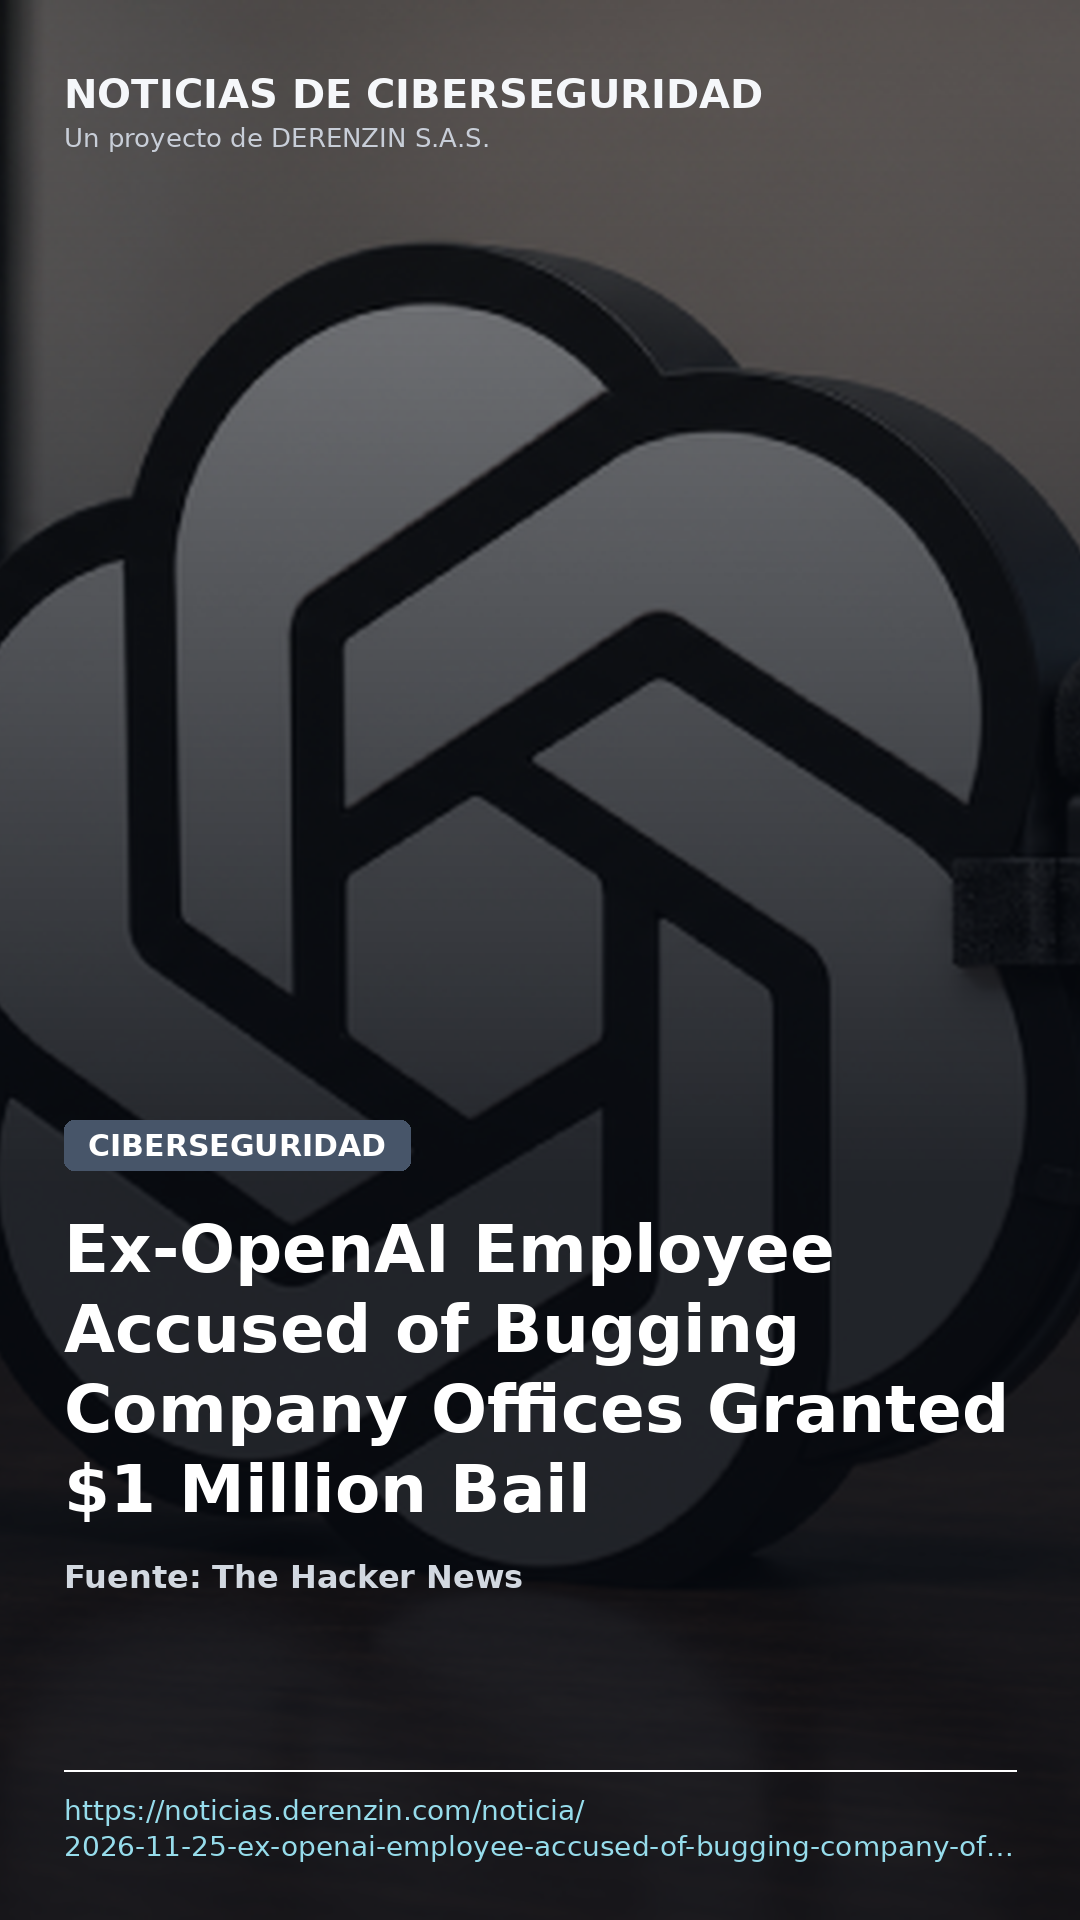 NOTICIAS DE CIBERSEGURIDAD
Un proyecto de DERENZIN S.A.S.
CIBERSEGURIDAD
Ex-OpenAI Employee
Accused of Bugging
Company Offices Granted
$1 Million Bail
Fuente: The Hacker News
https://noticias.derenzin.com/noticia/
2026-11-25-ex-openai-employee-accused-of-bugging-company-of…